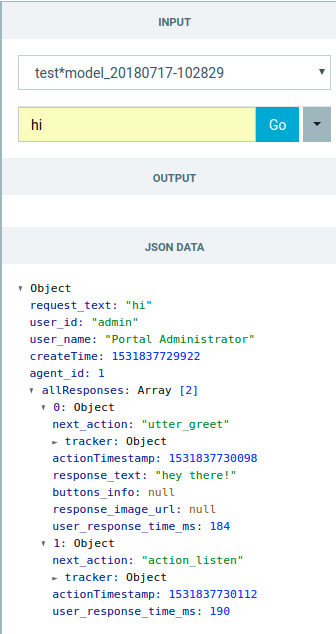 INPUT
test*model_20180717-102829
hi Go
OUTPUT
JSON DATA
Object
request_text: "hi"
user_id: "admin"
user_name: "Portal Administrator"
createTime: 1531837729922
agent_id: 1
allResponses: Array [2]
0: Object
next_action: "utter_greet"
tracker: Object
actionTimestamp: 1531837730098
response_text: "hey there!"
buttons_info: null
response_image_url: null
user_response_time_ms: 184
1: Object
next_action: "action_listen"
tracker: Object
actionTimestamp: 1531837730112
user_response_time_ms: 190